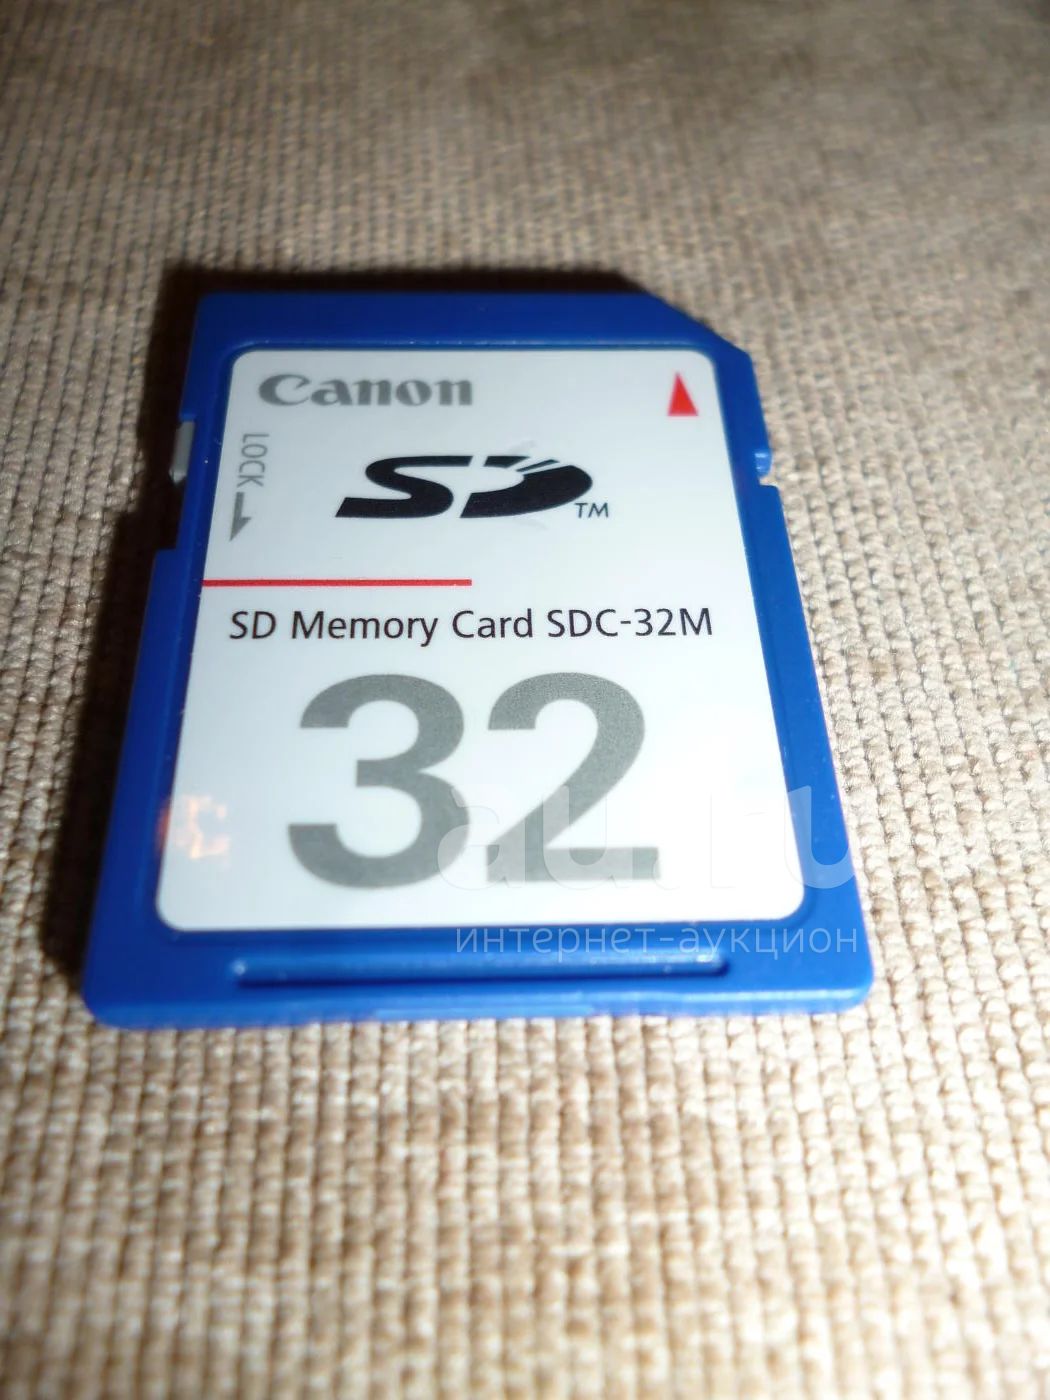 Canon
LOCK
SD™
SD Memory Card SDC-32M
32
au.ru
интернет-аукцион